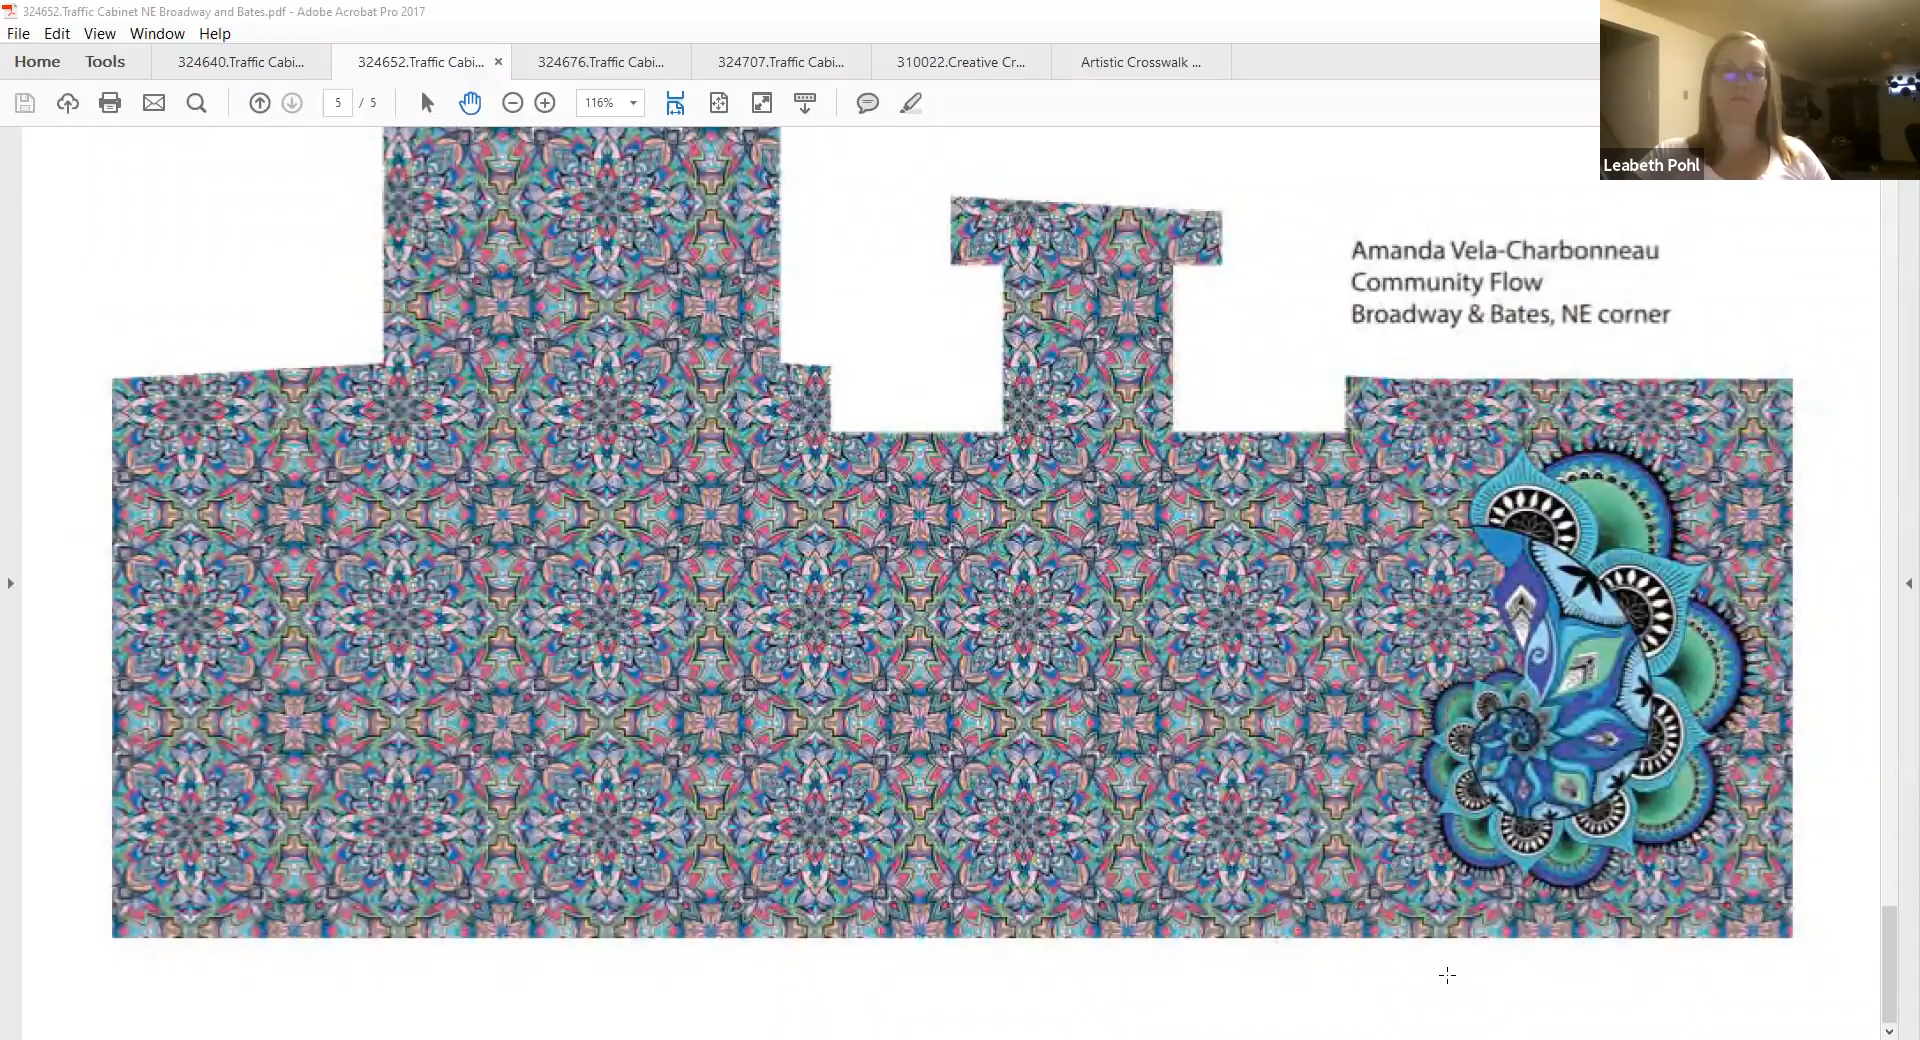 324652.Traffic Cabinet NE Broadway and Bates.pdf - Adobe Acrobat Pro 2017
File Edit View Window Help
Home Tools 324640.Traffic Cabi... 324652.Traffic Cabi... × 324676.Traffic Cabi... 324707.Traffic Cabi... 310022.Creative Cr... Artistic Crosswalk ...
5 / 5 116%
Leabeth Pohl
Amanda Vela-Charbonneau
Community Flow
Broadway & Bates, NE corner